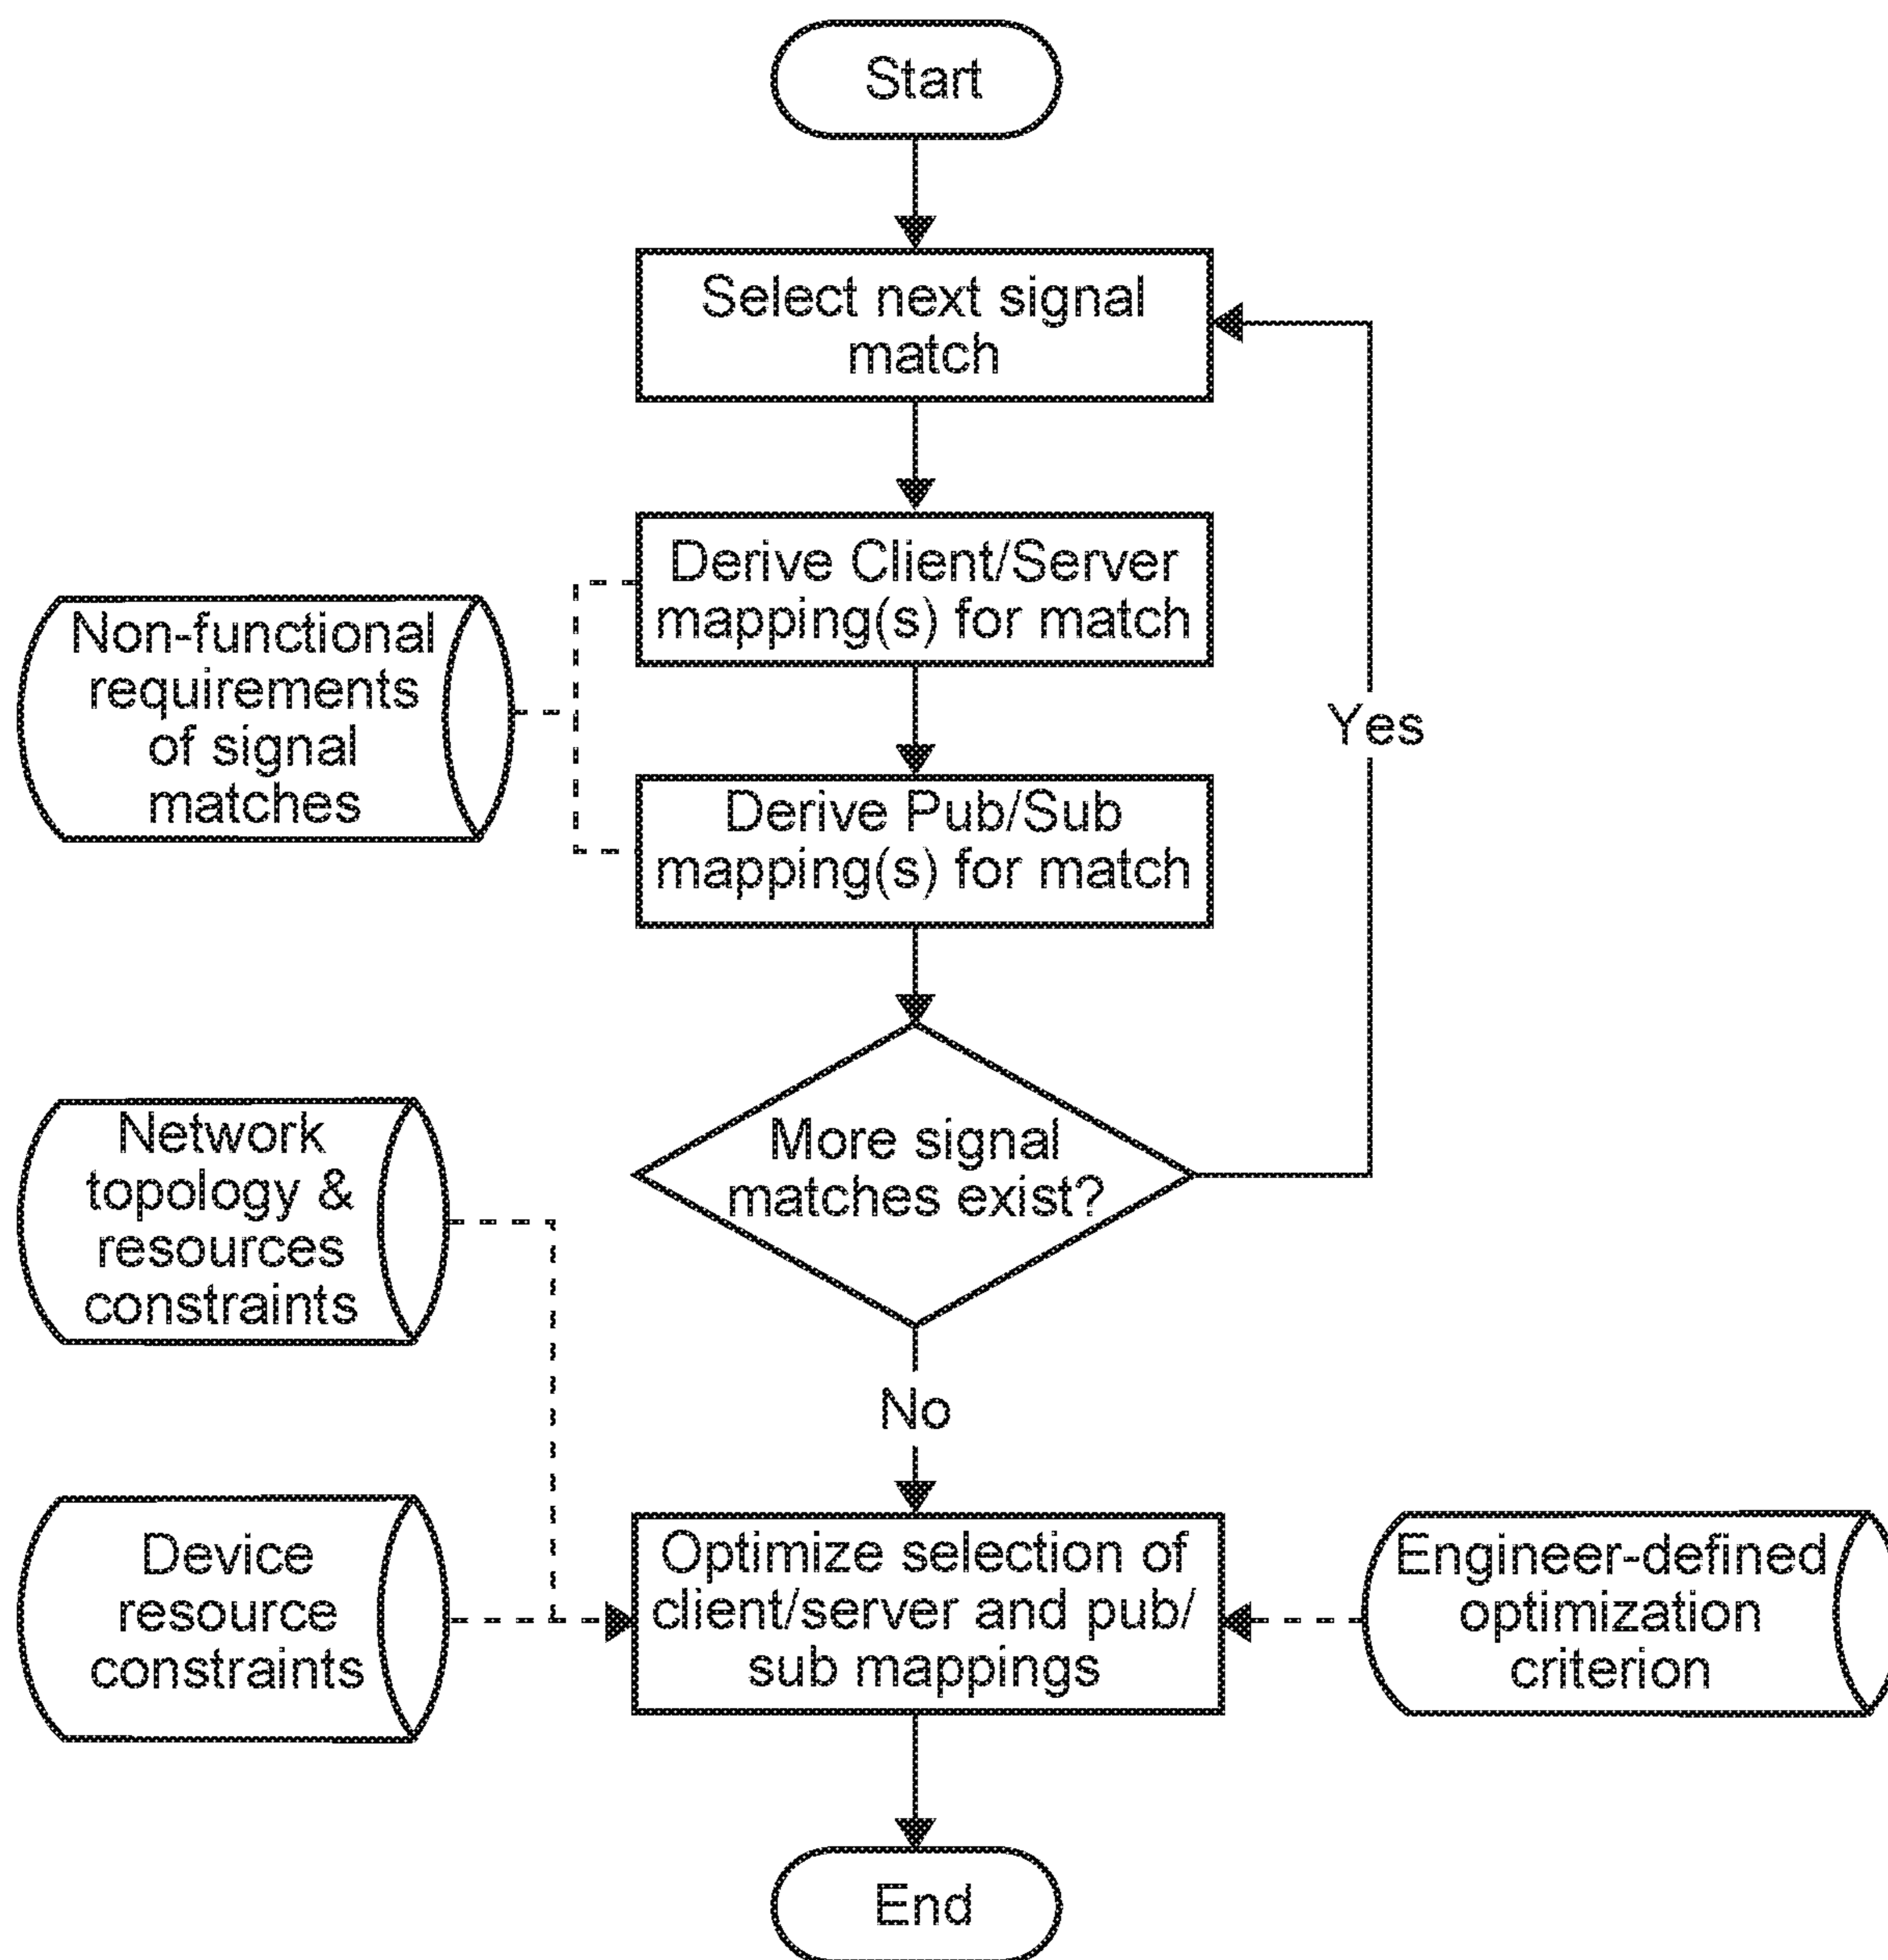 Start
Select next signal
match
Derive Client/Server
mapping(s) for match
Non-functional
requirements
of signal
matches
Yes
Derive Pub/Sub
mapping(s) for match
Network
topology &
resources
constraints
More signal
matches exist?
No
Device
resource
constraints
Optimize selection of
client/server and pub/
sub mappings
Engineer-defined
optimization
criterion
End